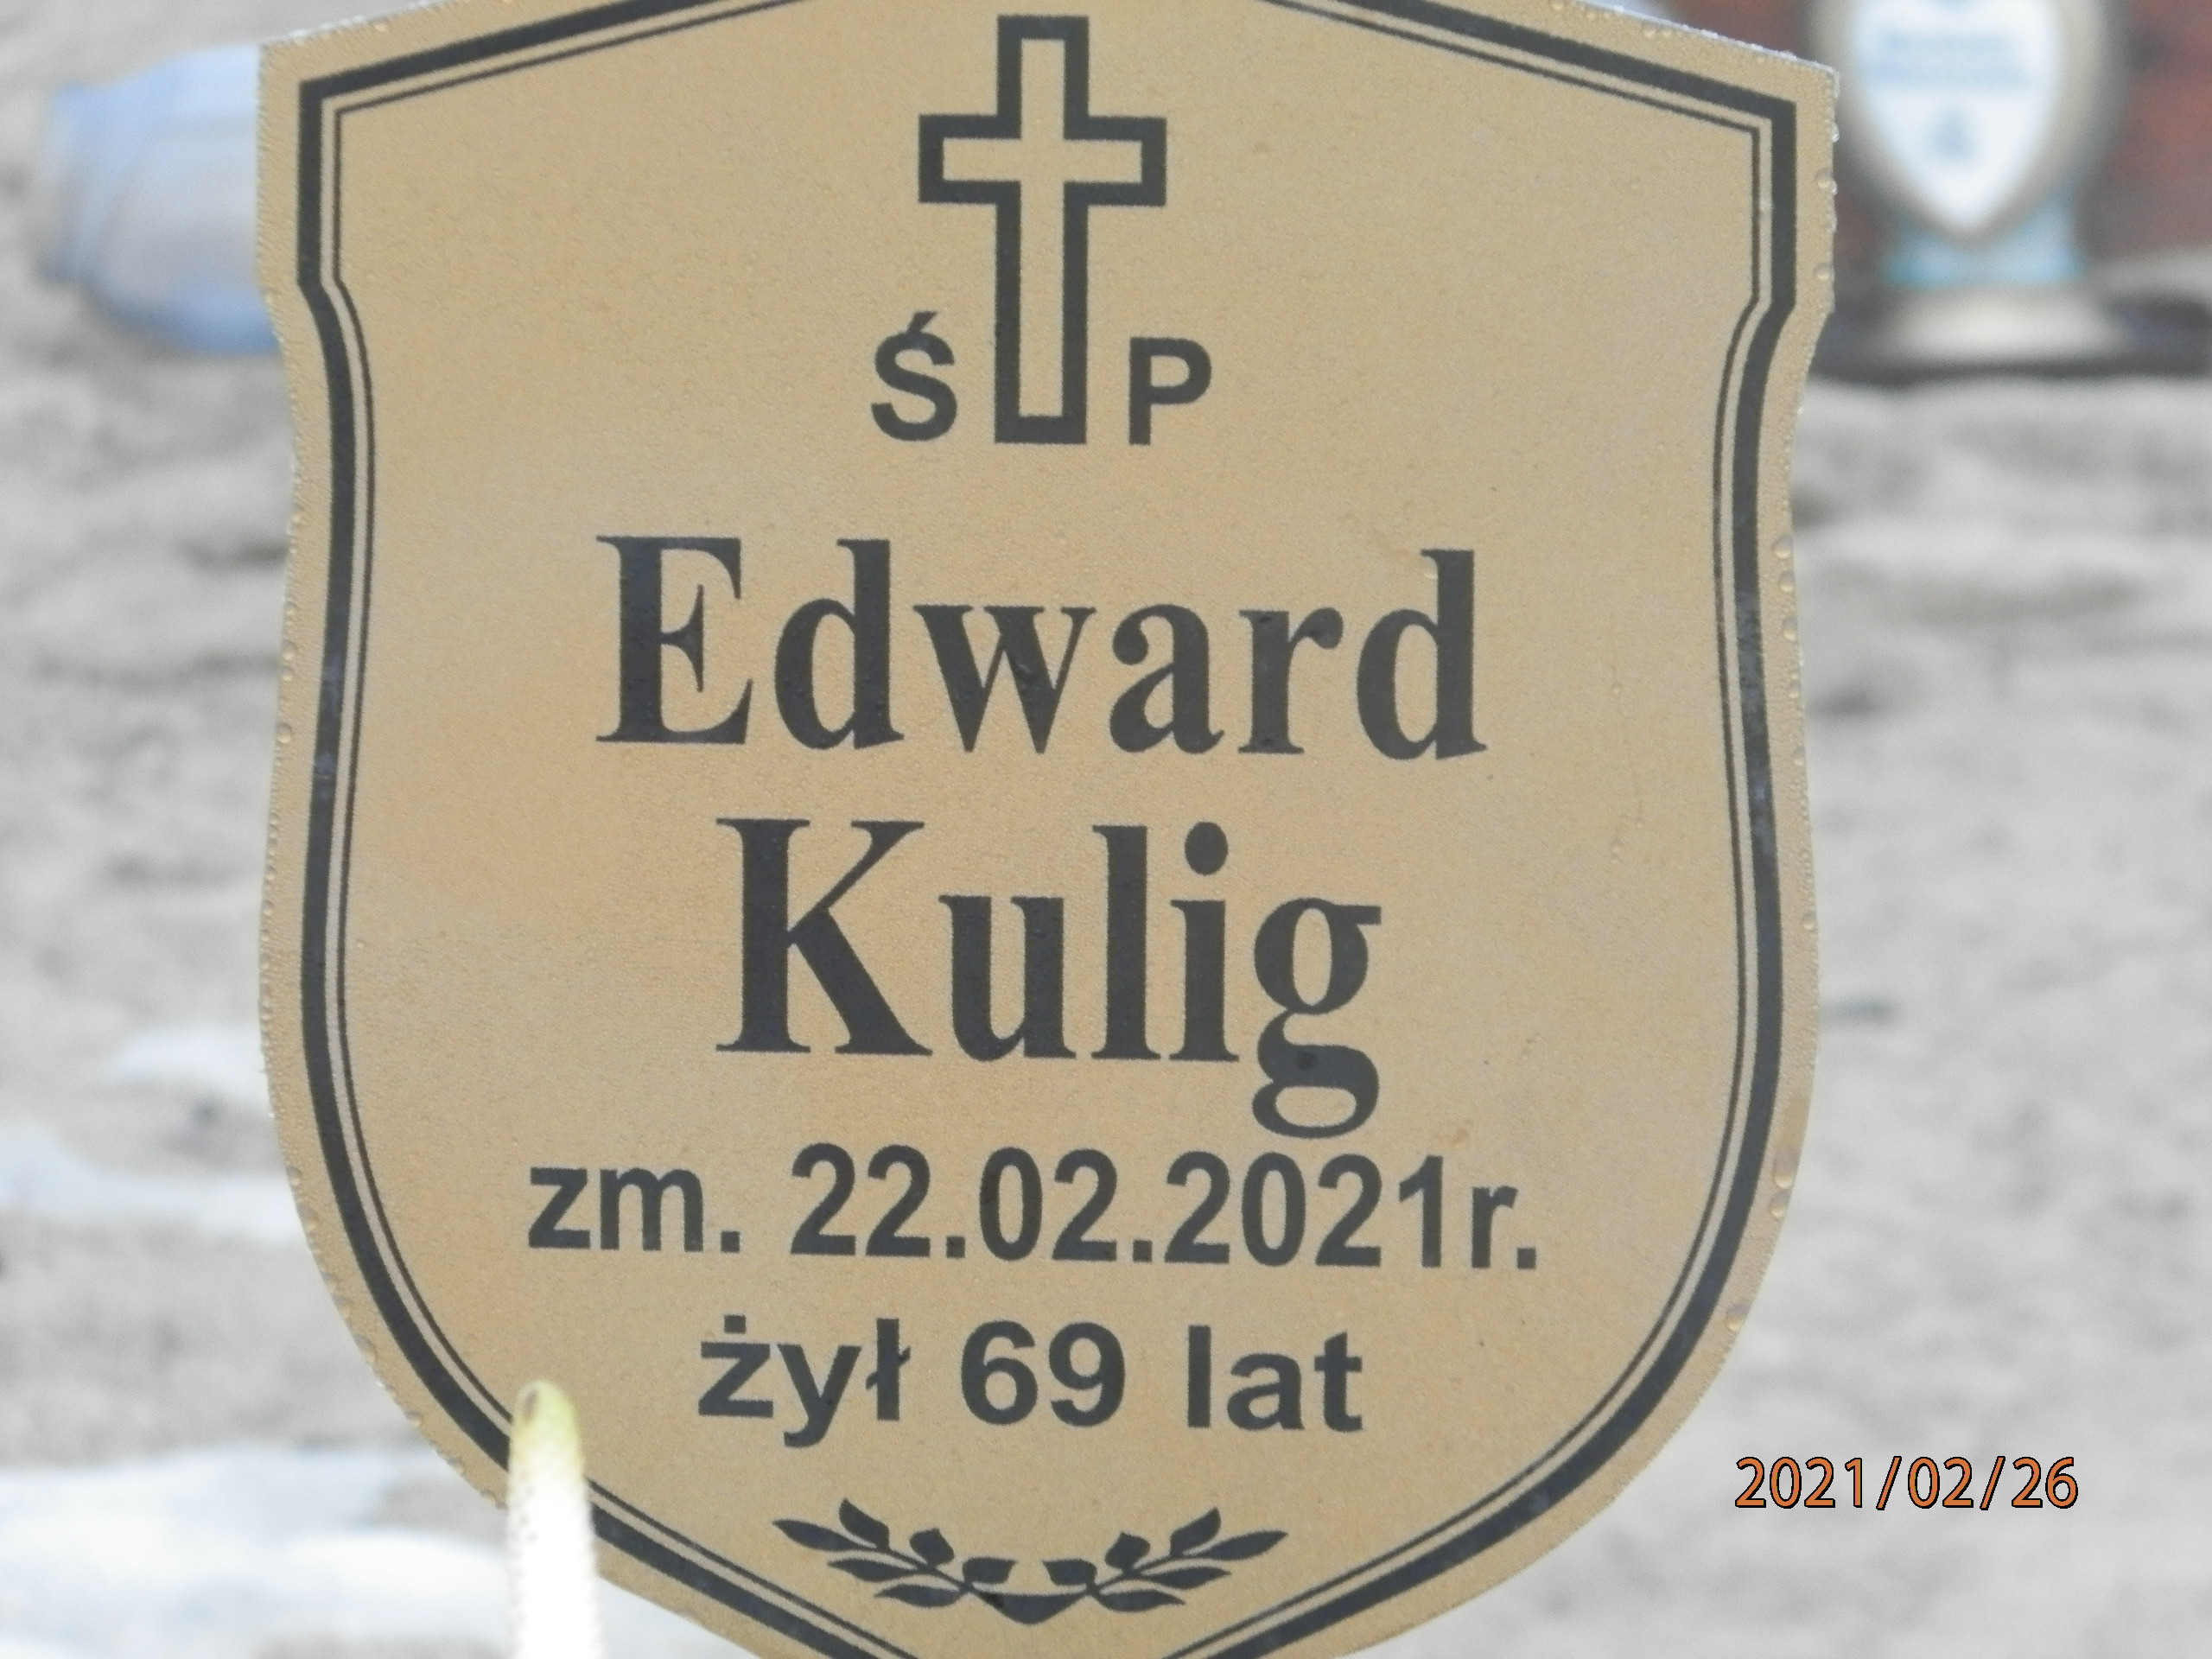 Ś P
Edward
Kulig
zm. 22.02.2021r.
żył 69 lat
2021/02/26